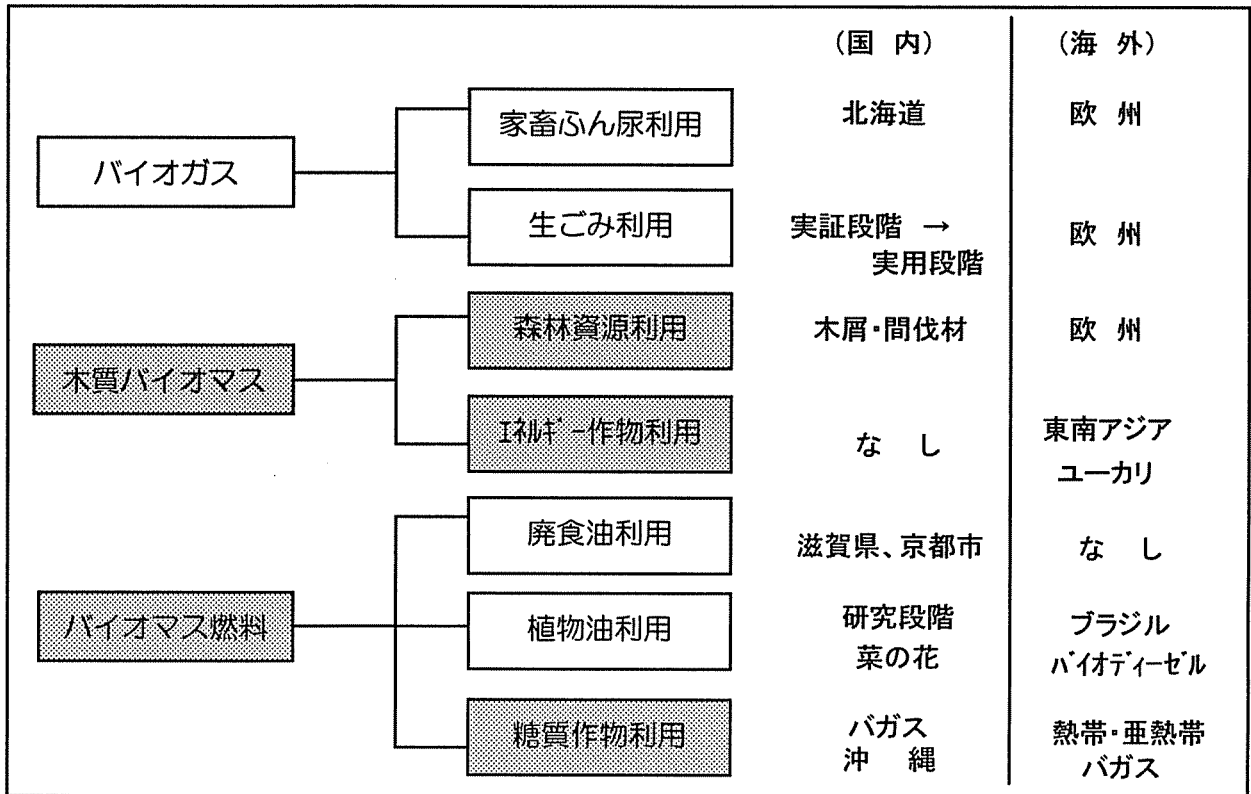 (国 内) (海 外)
家畜ふん尿利用 北海道 欧 州
バイオガス
生ごみ利用 実証段階 → 欧 州
実用段階
森林資源利用 木屑・間伐材 欧 州
木質バイオマス
エネルギー作物利用 な し 東南アジア
ユーカリ
廃食油利用 滋賀県、京都市 な し
バイオマス燃料
植物油利用 研究段階 ブラジル
菜の花 バイオディーゼル
糖質作物利用 バガス 熱帯・亜熱帯
沖 縄 バガス